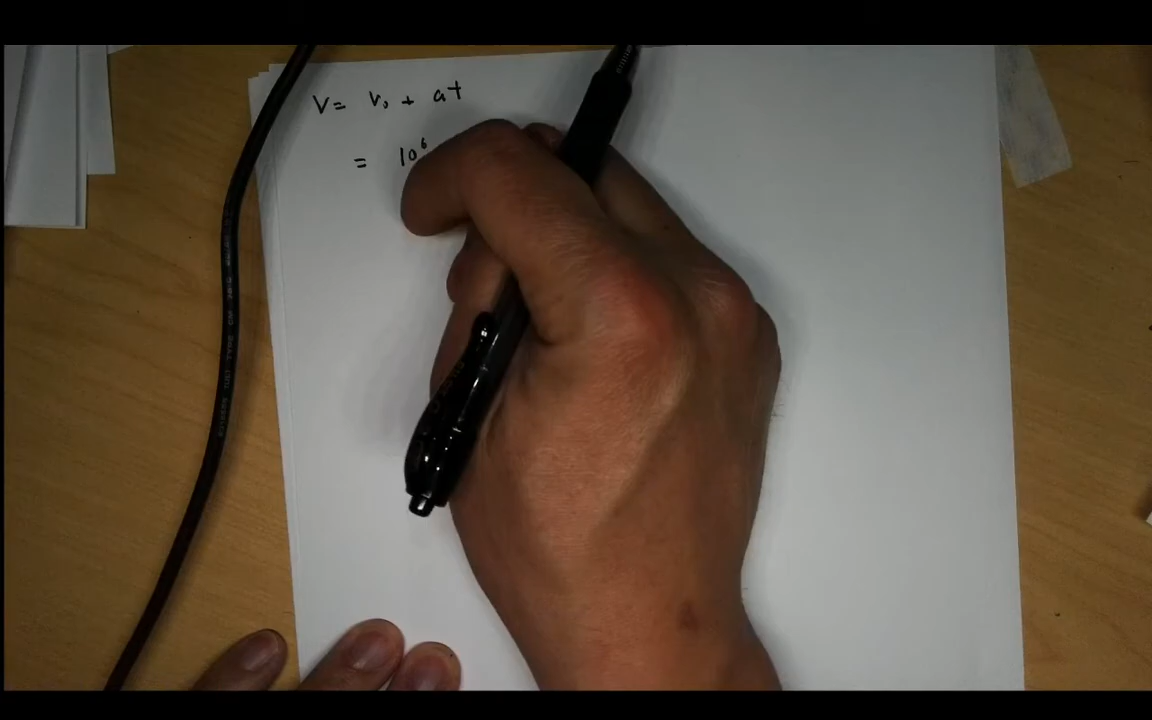 V = v₀ + at
= 10⁶